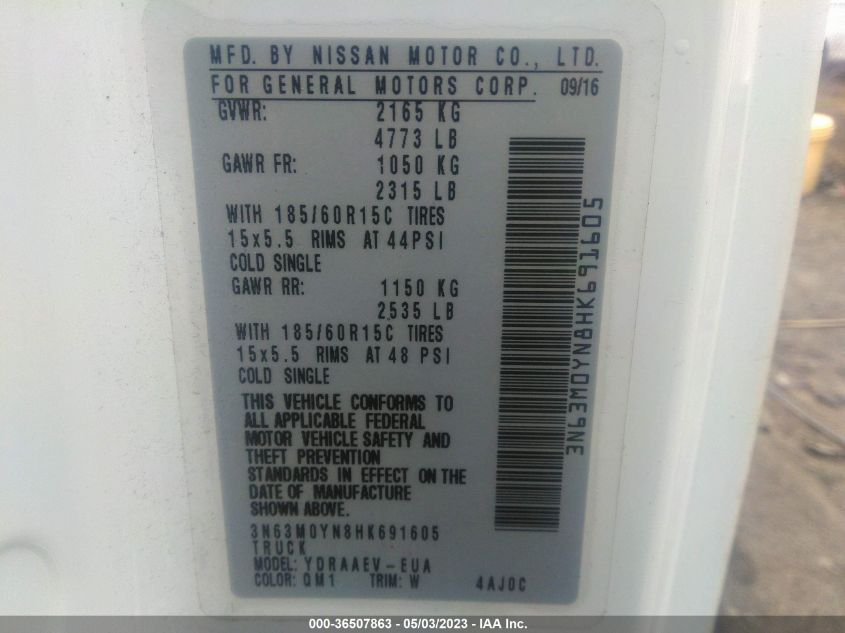 MFD. BY NISSAN MOTOR CO., LTD.
FOR GENERAL MOTORS CORP. 09/16
GVWR: 2165 KG
4773 LB
GAWR FR: 1050 KG
2315 LB
WITH 185/60R15C TIRES
15x5.5 RIMS AT 44PSI
COLD SINGLE
GAWR RR: 1150 KG
2535 LB
WITH 185/60R15C TIRES
15x5.5 RIMS AT 48 PSI
COLD SINGLE
THIS VEHICLE CONFORMS TO
ALL APPLICABLE FEDERAL
MOTOR VEHICLE SAFETY AND
THEFT PREVENTION
STANDARDS IN EFFECT ON THE
DATE OF MANUFACTURE
SHOWN ABOVE.
3N63M0YN8HK691605
TRUCK
MODEL: YDRAAEV-EUA
COLOR: QM1 TRIM: W 4AJ0C
3N63M0YN8HK691605
000-36507863 - 05/03/2023 - IAA Inc.